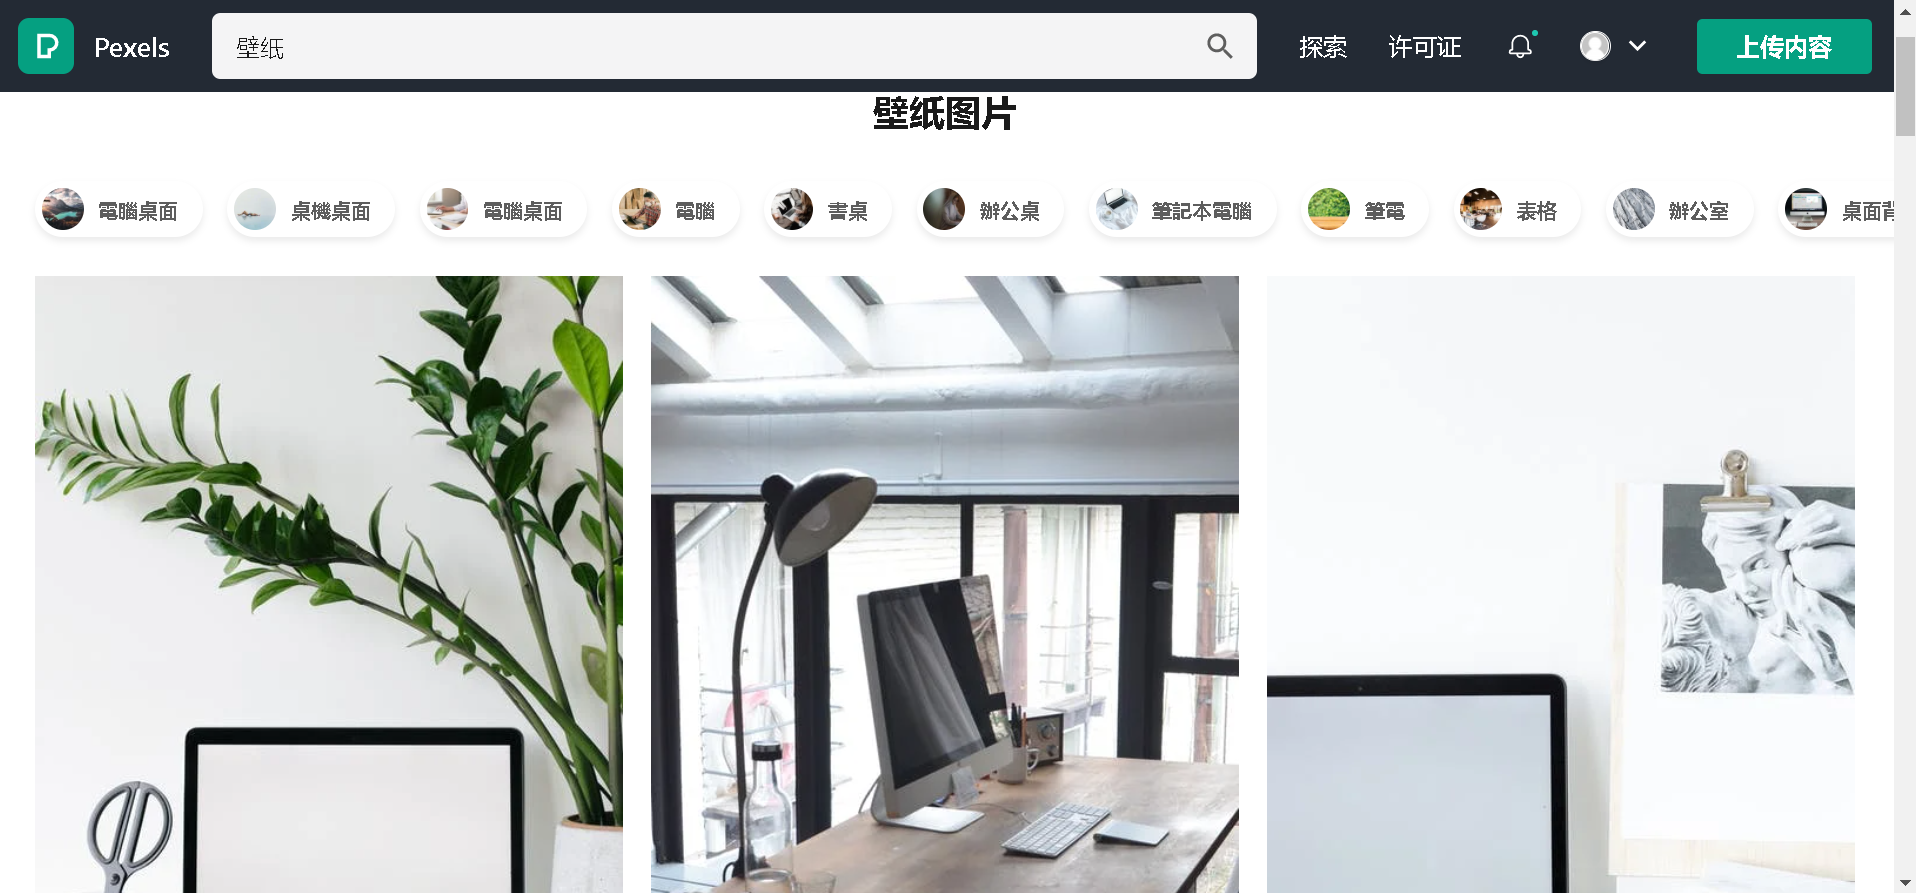 Pexels
壁纸
探索
许可证
上传内容
壁纸图片
電腦桌面
桌機桌面
電腦桌面
電腦
書桌
辦公桌
筆記本電腦
筆電
表格
辦公室
桌面背